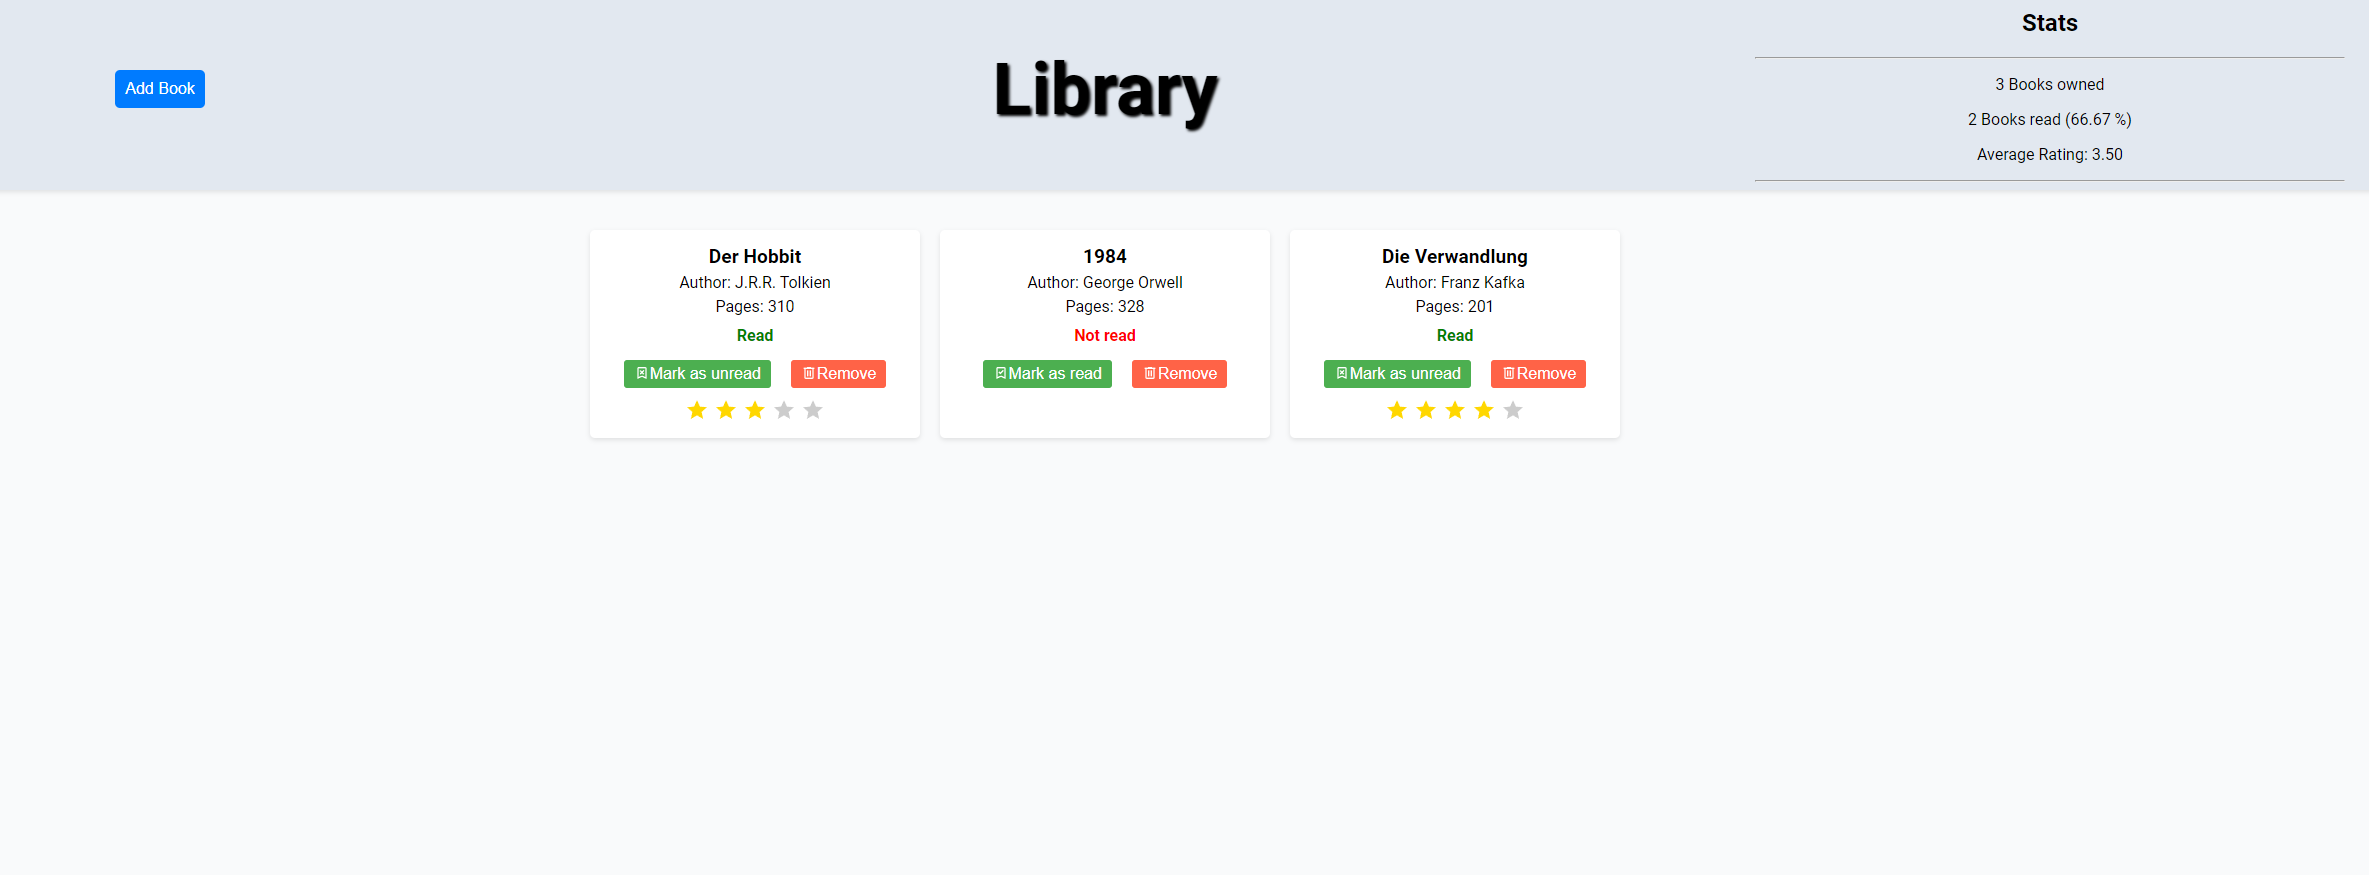 Add Book
Library
Stats
3 Books owned
2 Books read (66.67 %)
Average Rating: 3.50
Der Hobbit
Author: J.R.R. Tolkien
Pages: 310
Read
Mark as unread Remove
1984
Author: George Orwell
Pages: 328
Not read
Mark as read Remove
Die Verwandlung
Author: Franz Kafka
Pages: 201
Read
Mark as unread Remove